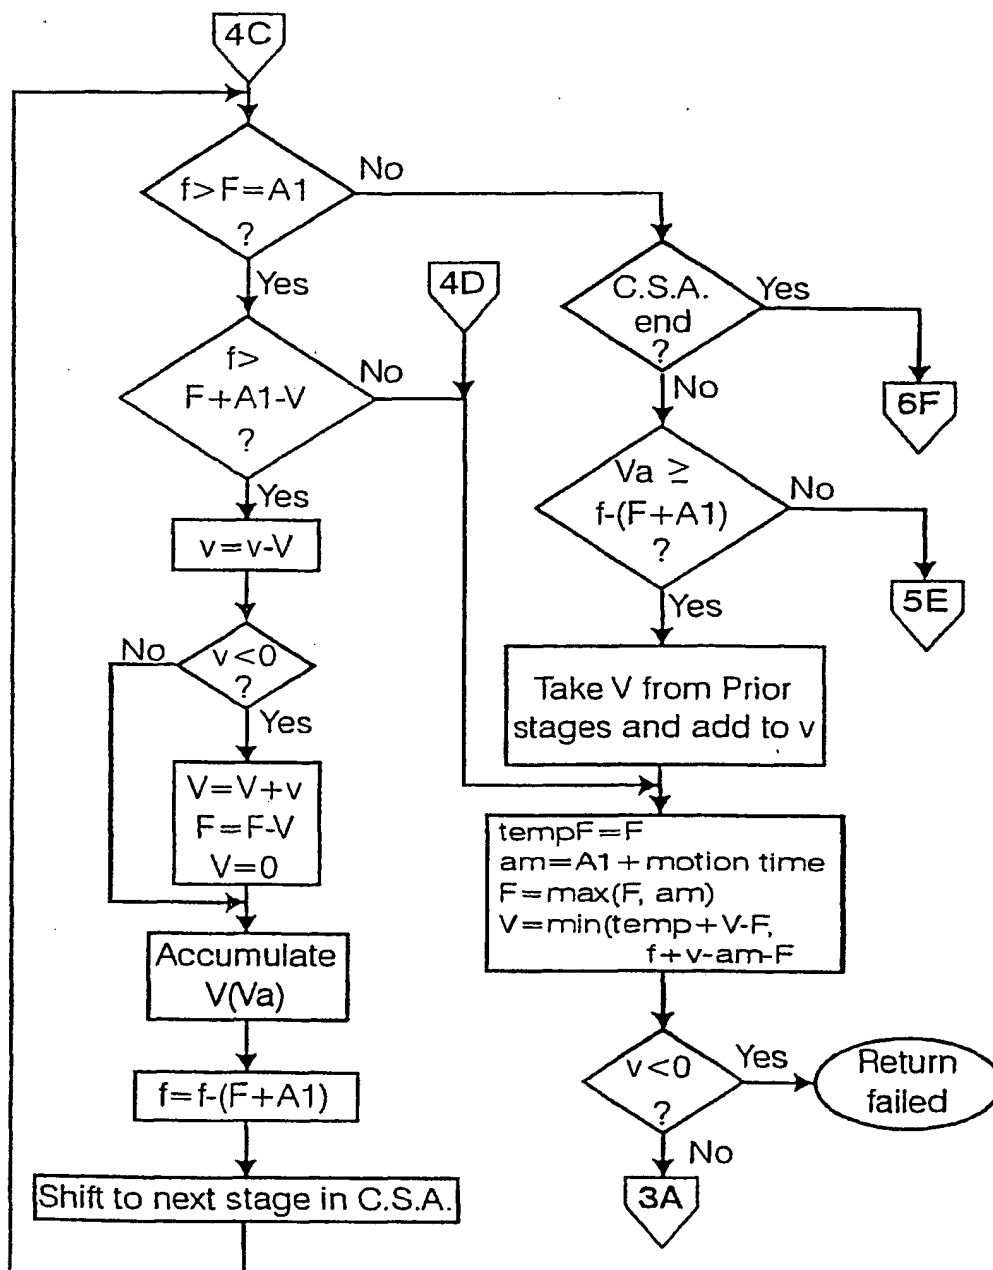 4C
f>F=A1
?
No
Yes
4D
C.S.A.
end
?
Yes
No
6F
f>
F+A1-V
?
No
Yes
Va ≥
f-(F+A1)
?
No
Yes
5E
v=v-V
v<0
?
No
Yes
Take V from Prior
stages and add to v
V=V+v
F=F-V
V=0
tempF=F
am=A1+motion time
F=max(F, am)
V=min(temp+V-F,
f+v-am-F
Accumulate
V(Va)
v<0
?
Yes
No
Return
failed
f=f-(F+A1)
Shift to next stage in C.S.A.
3A